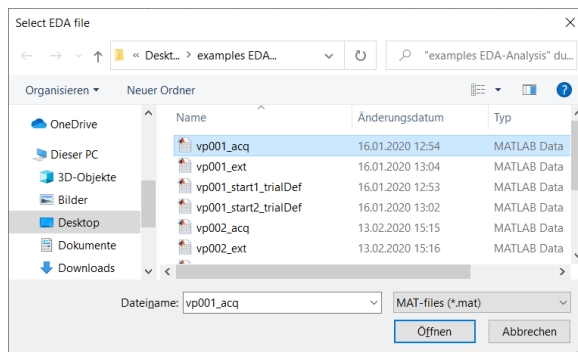 Select EDA file
« Deskt... > examples EDA...
"examples EDA-Analysis" du...
Organisieren
Neuer Ordner
Name Änderungsdatum Typ
OneDrive
Dieser PC
3D-Objekte
Bilder
Desktop
Dokumente
Downloads
vp001_acq 16.01.2020 12:54 MATLAB Data
vp001_ext 16.01.2020 13:04 MATLAB Data
vp001_start1_trialDef 16.01.2020 12:53 MATLAB Data
vp001_start2_trialDef 16.01.2020 13:02 MATLAB Data
vp002_acq 13.02.2020 15:15 MATLAB Data
vp002_ext 13.02.2020 15:16 MATLAB Data
Dateiname: vp001_acq MAT-files (*.mat)
Öffnen Abbrechen